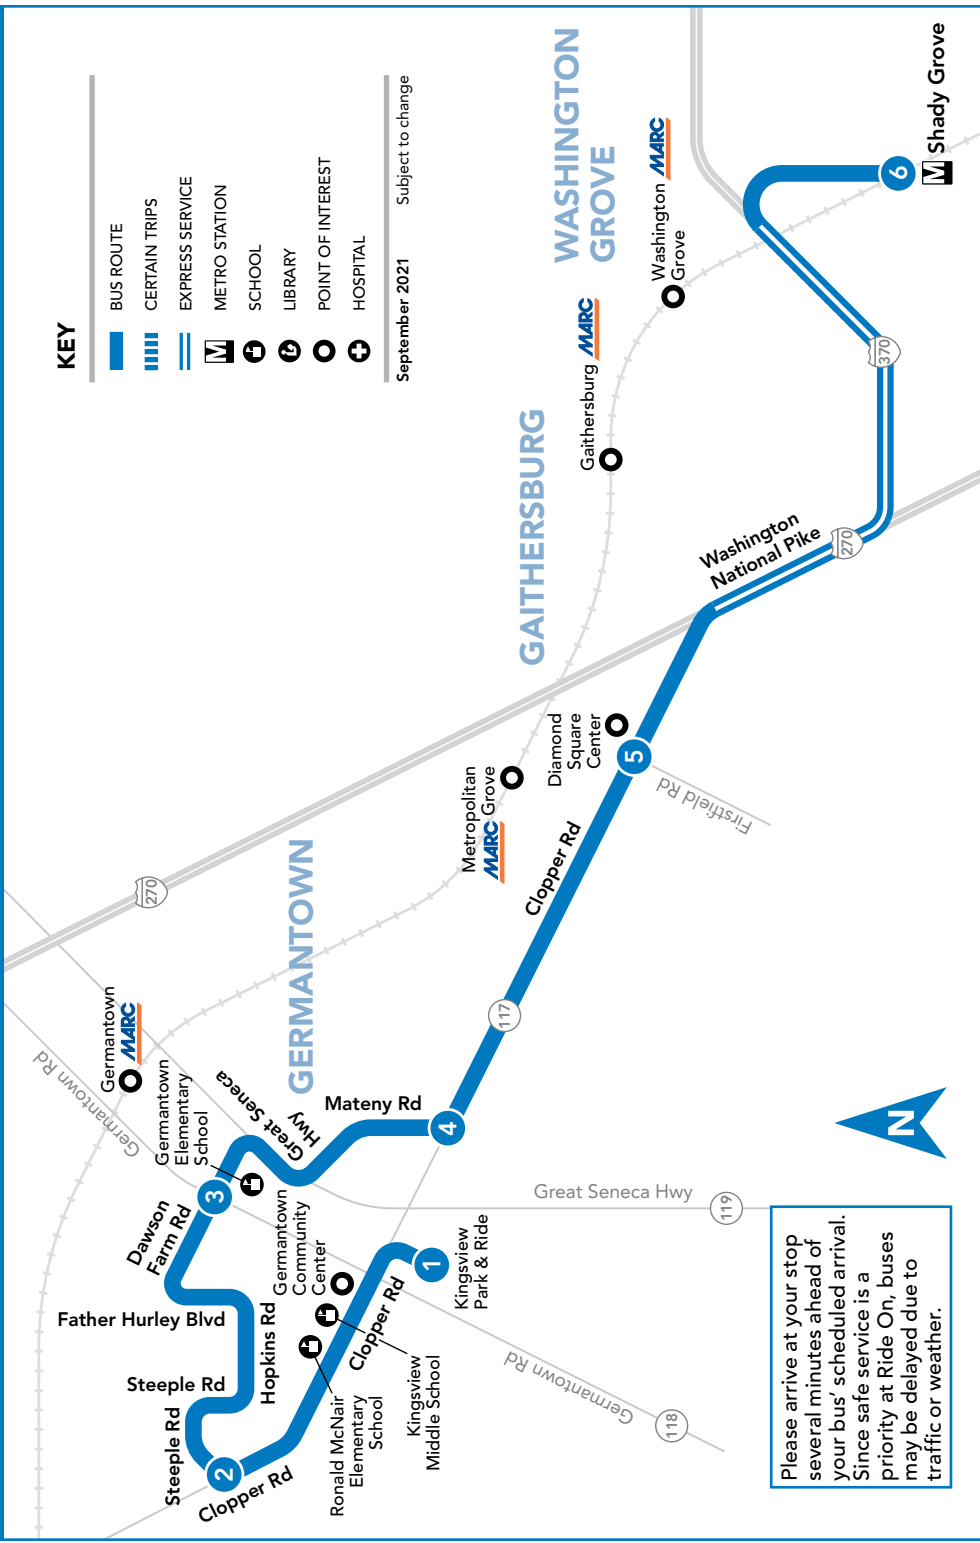 KEY
BUS ROUTE
CERTAIN TRIPS
EXPRESS SERVICE
M
METRO STATION
SCHOOL
LIBRARY
POINT OF INTEREST
HOSPITAL
September 2021
Subject to change
WASHINGTON
GROVE
GAITHERSBURG
GERMANTOWN
Germantown
MARC
Germantown Rd
270
Germantown
Elementary
School
Great Seneca
Hwy
Mateny Rd
Dawson
Farm Rd
3
Father Hurley Blvd
Hopkins Rd
Steeple Rd
Steeple Rd
2
Clopper Rd
Clopper Rd
Germantown
Community
Center
Ronald McNair
Elementary
School
Kingsview
Middle School
1
Kingsview
Park & Ride
4
117
Clopper Rd
Metropolitan
MARC
Grove
Diamond
Square
Center
5
Firstfield Rd
Gaithersburg
MARC
Washington
Grove
MARC
Washington
National Pike
270
370
6
M
Shady Grove
Great Seneca Hwy
119
Germantown Rd
118
N
Please arrive at your stop
several minutes ahead of
your bus’ scheduled arrival.
Since safe service is a
priority at Ride On, buses
may be delayed due to
traffic or weather.